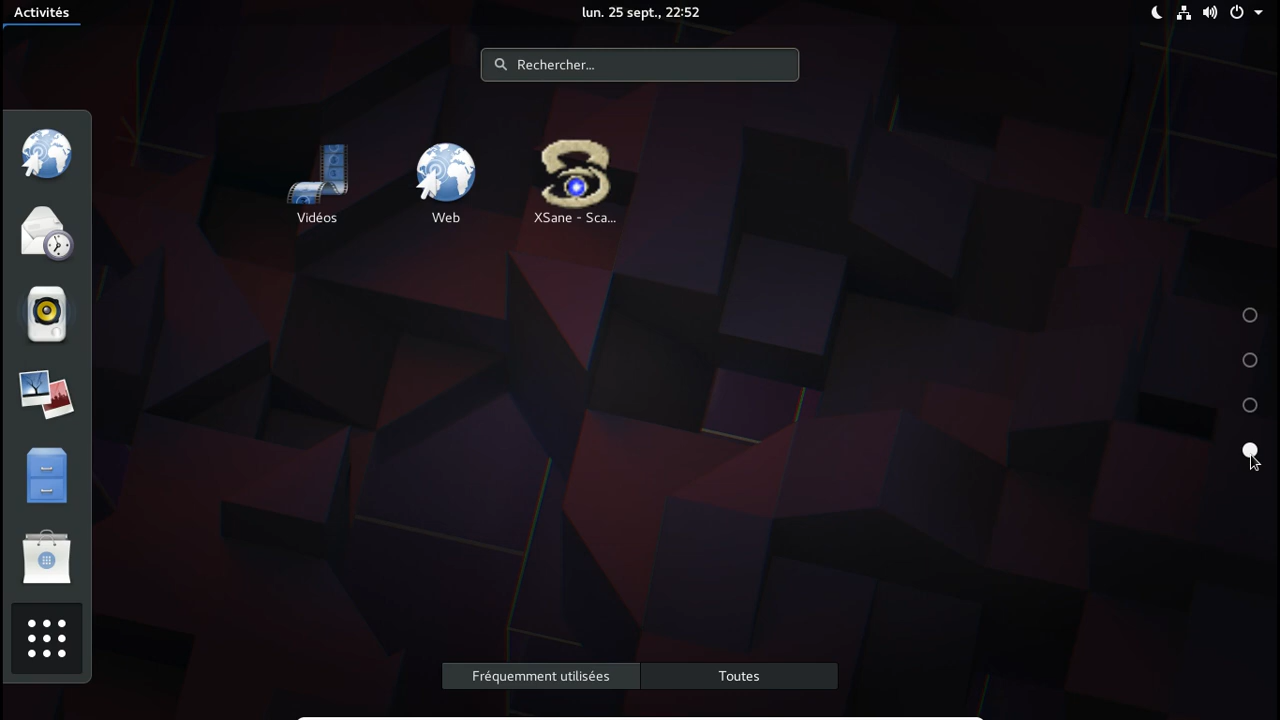 Activités
lun. 25 sept., 22:52
Rechercher...
Vidéos
Web
XSane - Sca...
Fréquemment utilisées
Toutes